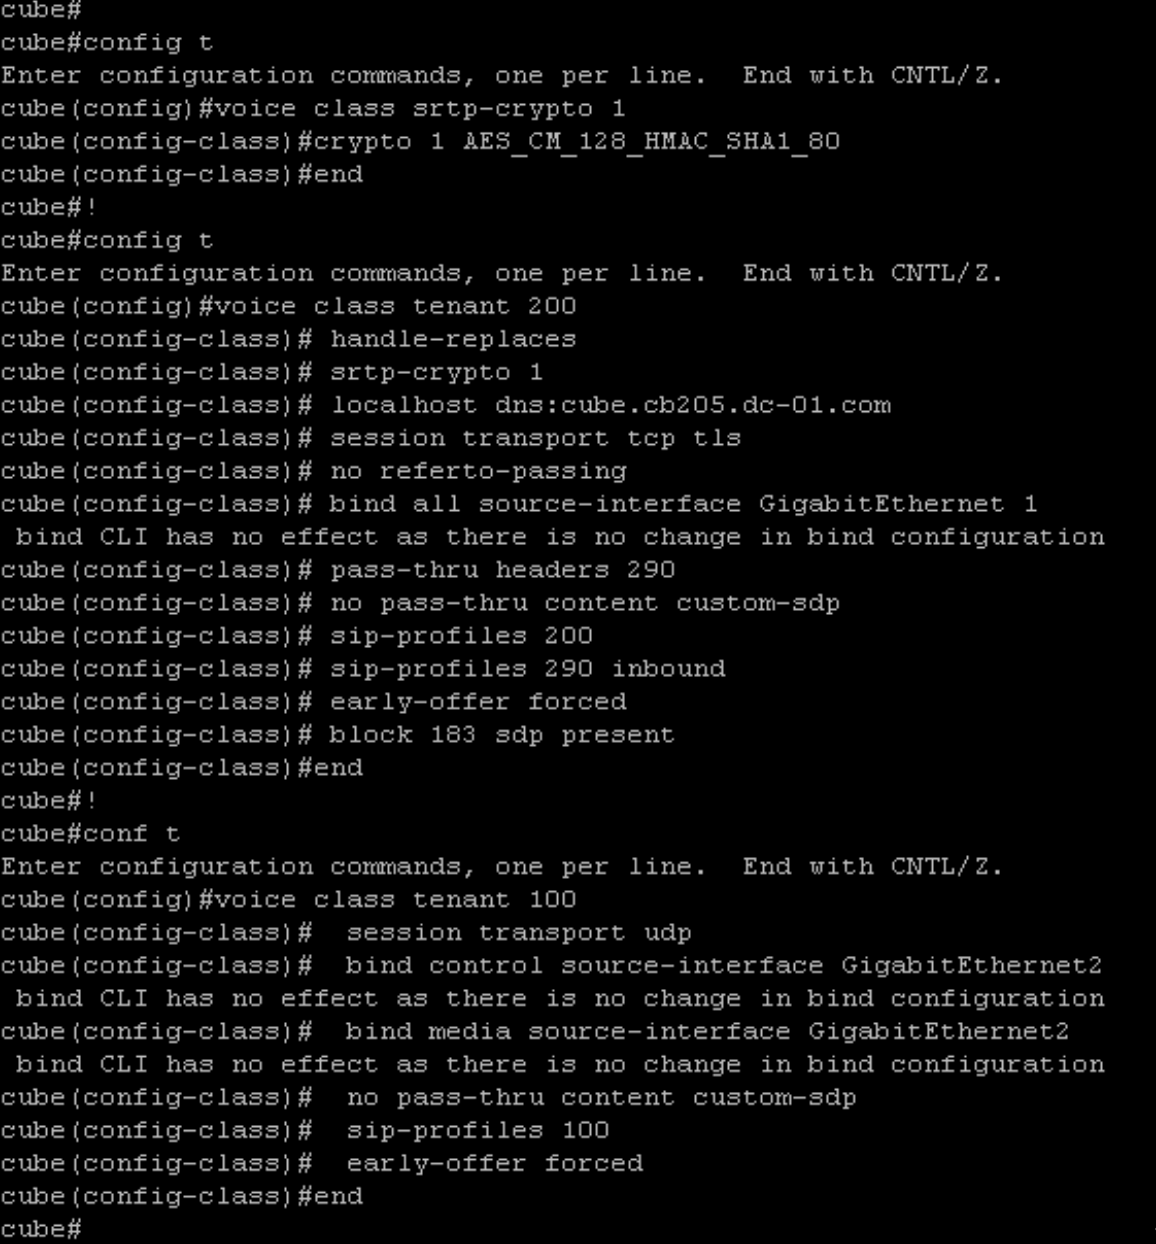 cube#
cube#config t
Enter configuration commands, one per line.  End with CNTL/Z.
cube(config)#voice class srtp-crypto 1
cube(config-class)#crypto 1 AES_CM_128_HMAC_SHA1_80
cube(config-class)#end
cube#!
cube#config t
Enter configuration commands, one per line.  End with CNTL/Z.
cube(config)#voice class tenant 200
cube(config-class)# handle-replaces
cube(config-class)# srtp-crypto 1
cube(config-class)# localhost dns:cube.cb205.dc-01.com
cube(config-class)# session transport tcp tls
cube(config-class)# no referto-passing
cube(config-class)# bind all source-interface GigabitEthernet 1
 bind CLI has no effect as there is no change in bind configuration
cube(config-class)# pass-thru headers 290
cube(config-class)# no pass-thru content custom-sdp
cube(config-class)# sip-profiles 200
cube(config-class)# sip-profiles 290 inbound
cube(config-class)# early-offer forced
cube(config-class)# block 183 sdp present
cube(config-class)#end
cube#!
cube#conf t
Enter configuration commands, one per line.  End with CNTL/Z.
cube(config)#voice class tenant 100
cube(config-class)#  session transport udp
cube(config-class)#  bind control source-interface GigabitEthernet2
 bind CLI has no effect as there is no change in bind configuration
cube(config-class)#  bind media source-interface GigabitEthernet2
 bind CLI has no effect as there is no change in bind configuration
cube(config-class)#  no pass-thru content custom-sdp
cube(config-class)#  sip-profiles 100
cube(config-class)#  early-offer forced
cube(config-class)#end
cube#